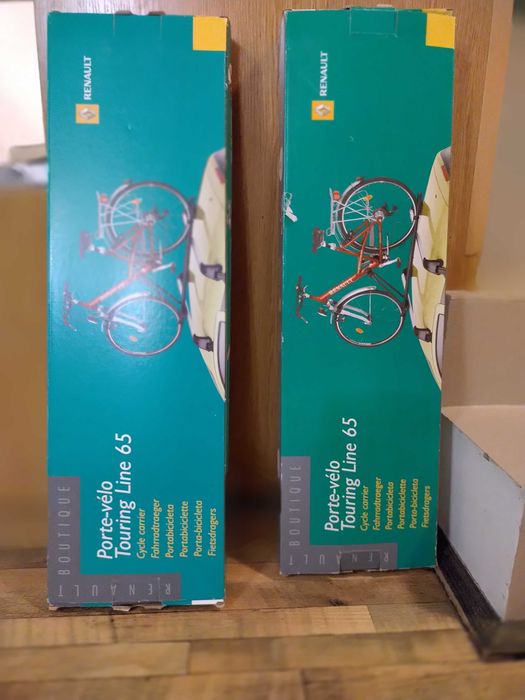 RENAULT
Porte-vélo
Touring Line 65
Cycle carrier
Fahrradtraeger
Portabicicleta
Portabiciclette
Porta-bicicleta
Fietsdragers
BOUTIQUE
RENAULT
RENAULT
Porte-vélo
Touring Line 65
Cycle carrier
Fahrradtraeger
Portabicicleta
Portabiciclette
Porta-bicicleta
Fietsdragers
BOUTIQUE
RENAULT